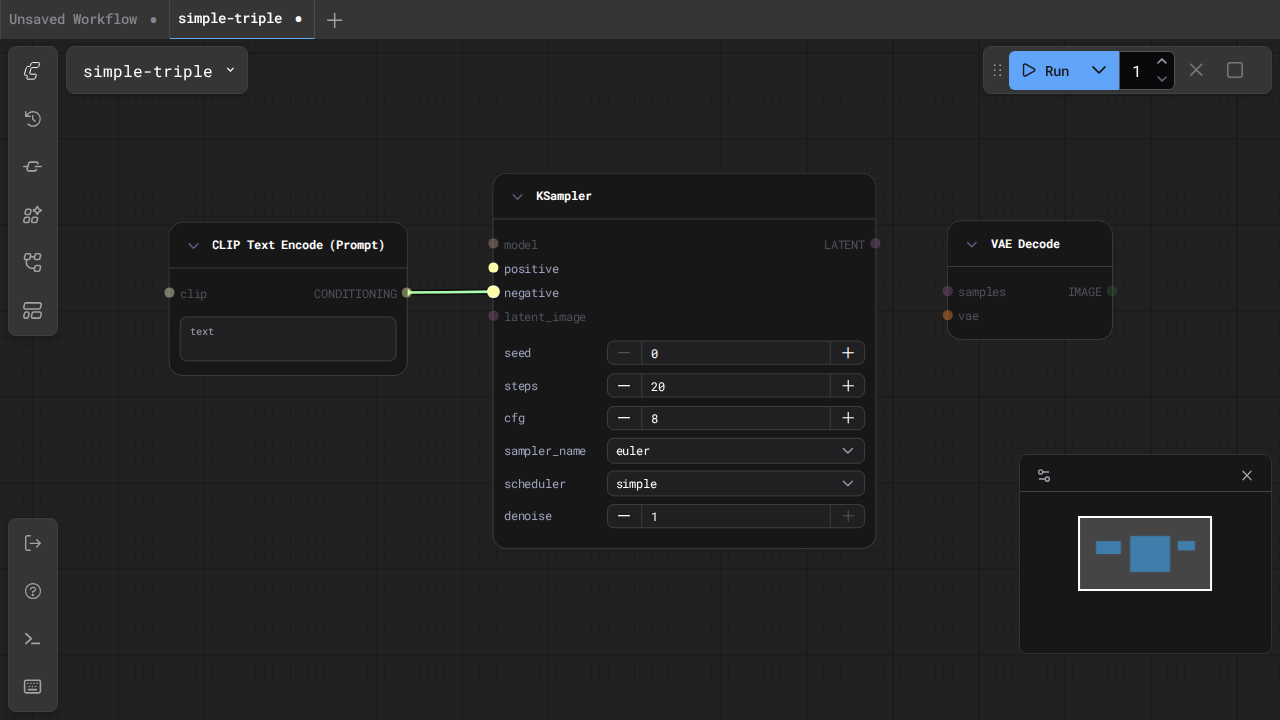 Unsaved Workflow
simple-triple
simple-triple
Run
1
CLIP Text Encode (Prompt)
clip
CONDITIONING
text
KSampler
model
LATENT
positive
negative
latent_image
seed
0
steps
20
cfg
8
sampler_name
euler
scheduler
simple
denoise
1
VAE Decode
samples
IMAGE
vae